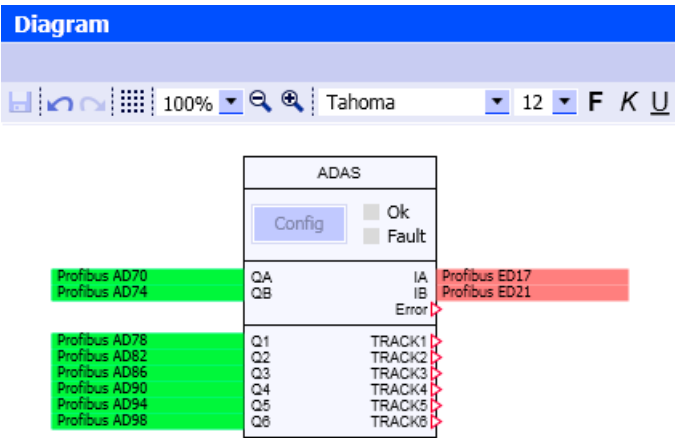 Diagram
100% Tahoma 12 F K U
ADAS
Config Ok
Fault
Profibus AD70 QA IA Profibus ED17
Profibus AD74 QB IB Profibus ED21
Error
Profibus AD78 Q1 TRACK1
Profibus AD82 Q2 TRACK2
Profibus AD86 Q3 TRACK3
Profibus AD90 Q4 TRACK4
Profibus AD94 Q5 TRACK5
Profibus AD98 Q6 TRACK6